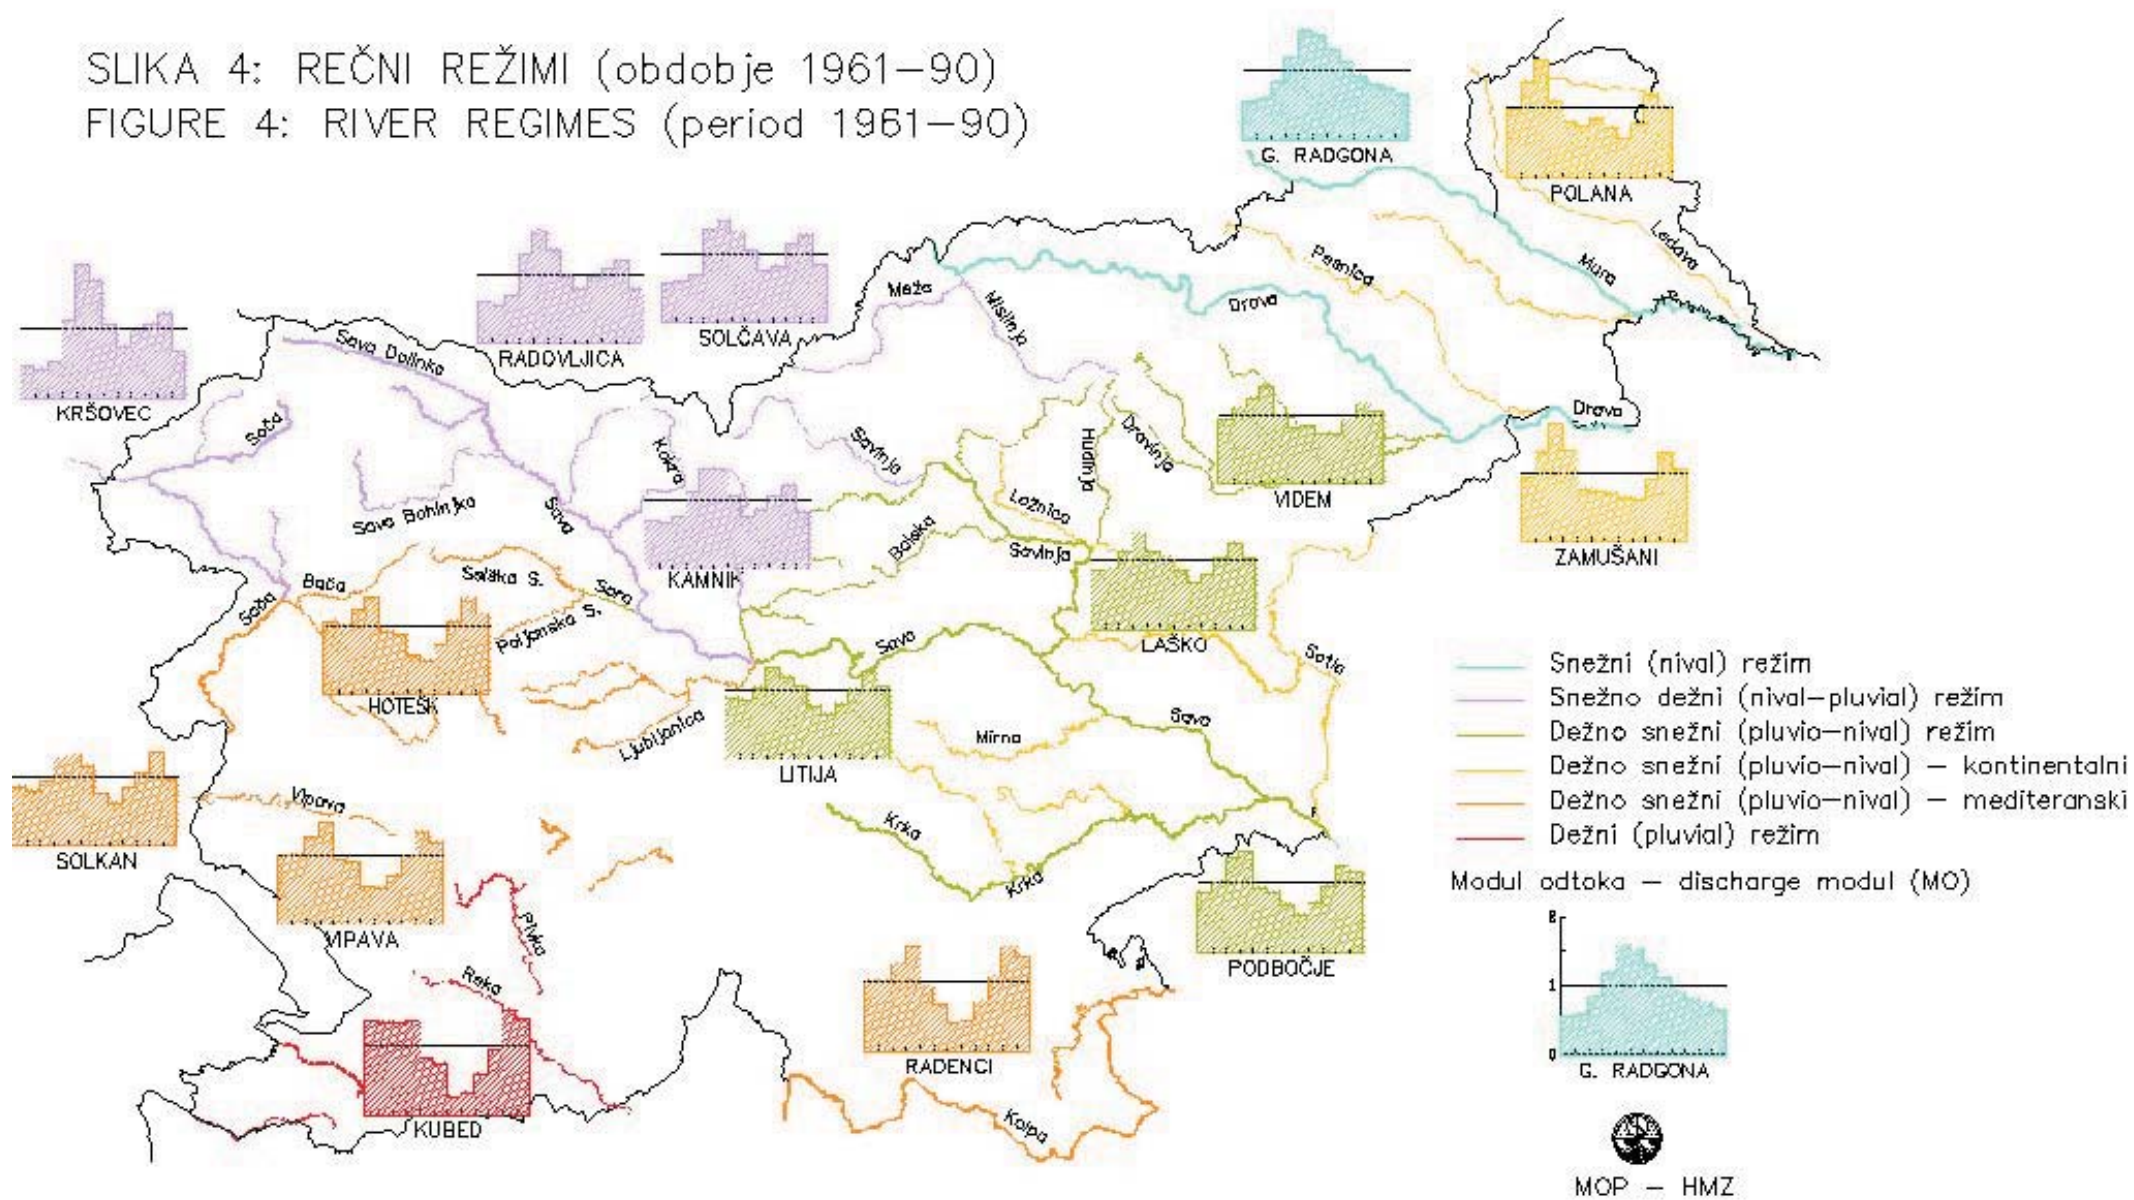 SLIKA 4: REČNI REŽIMI (obdobje 1961–90)
FIGURE 4: RIVER REGIMES (period 1961–90)
G. RADGONA
POLANA
KRŠOVEC
RADOVLJICA
SOLČAVA
Meža
Mislinja
Drava
Pesnica
Mura
Ledava
Sava Dolinka
Soča
Sava Bohinjka
Kokra
Sava
Savinja
Hudinja
Dravinja
VIDEM
Drava
ZAMUŠANI
KAMNIK
Ložnica
Bolska
Savinja
LAŠKO
Bača
Selška S.
Sora
Poljanska S.
Soča
HOTEŠK
Sava
Sotla
Ljubljanica
LITIJA
Mirna
Sava
SOLKAN
Vipava
VIPAVA
Krka
Krka
PODBOČJE
Pivka
Reka
KUBED
RADENCI
Kolpa
Snežni (nival) režim
Snežno dežni (nival–pluvial) režim
Dežno snežni (pluvio–nival) režim
Dežno snežni (pluvio–nival) – kontinentalni
Dežno snežni (pluvio–nival) – mediteranski
Dežni (pluvial) režim
Modul odtoka – discharge modul (MO)
1
0
G. RADGONA
MOP – HMZ